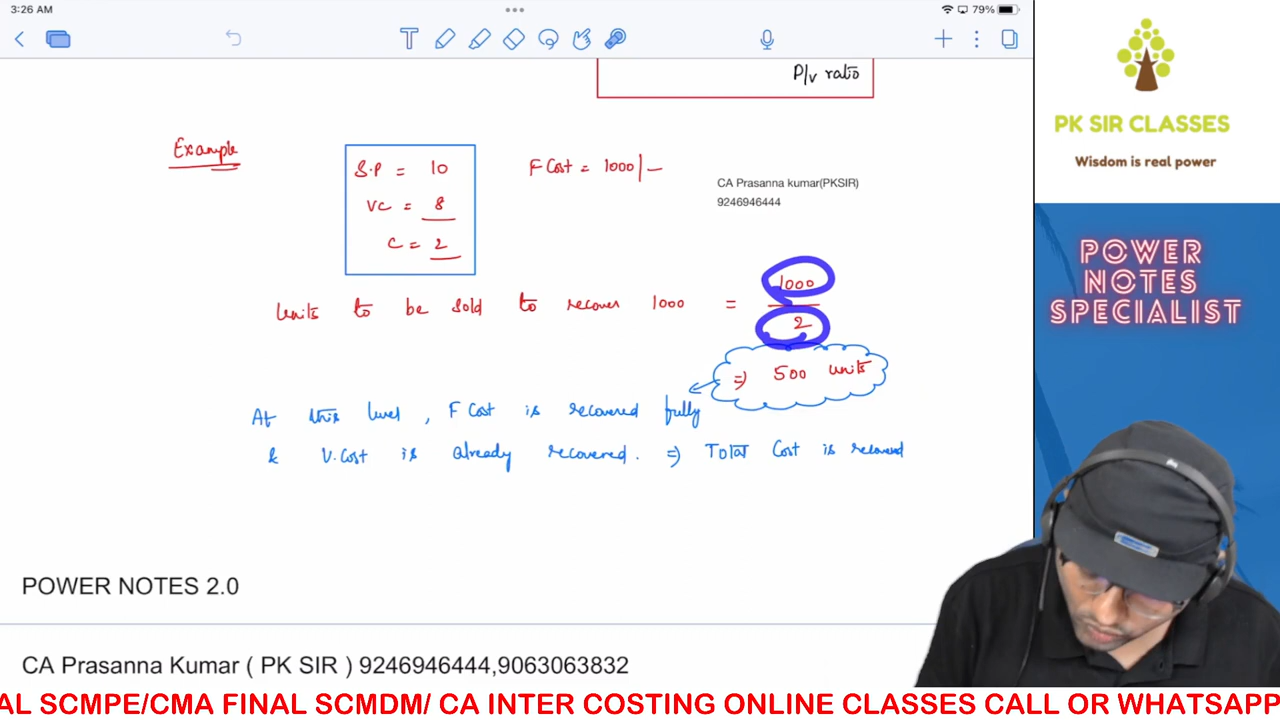 3:26 AM
79%
P/V ratio
Example
S.P = 10
F Cost = 1000/-
VC = 8
C = 2
CA Prasanna kumar(PKSIR)
9246946444
Units to be sold to recover 1000 = 1000
2
=) 500 units
At this level, F Cost is recovered fully
& V.Cost is already recovered. =) Total Cost is recovered
POWER NOTES 2.0
CA Prasanna Kumar ( PK SIR ) 9246946444,9063063832
PK SIR CLASSES
Wisdom is real power
POWER
NOTES
SPECIALIST
AL SCMPE/CMA FINAL SCMDM/ CA INTER COSTING ONLINE CLASSES CALL OR WHATSAPP